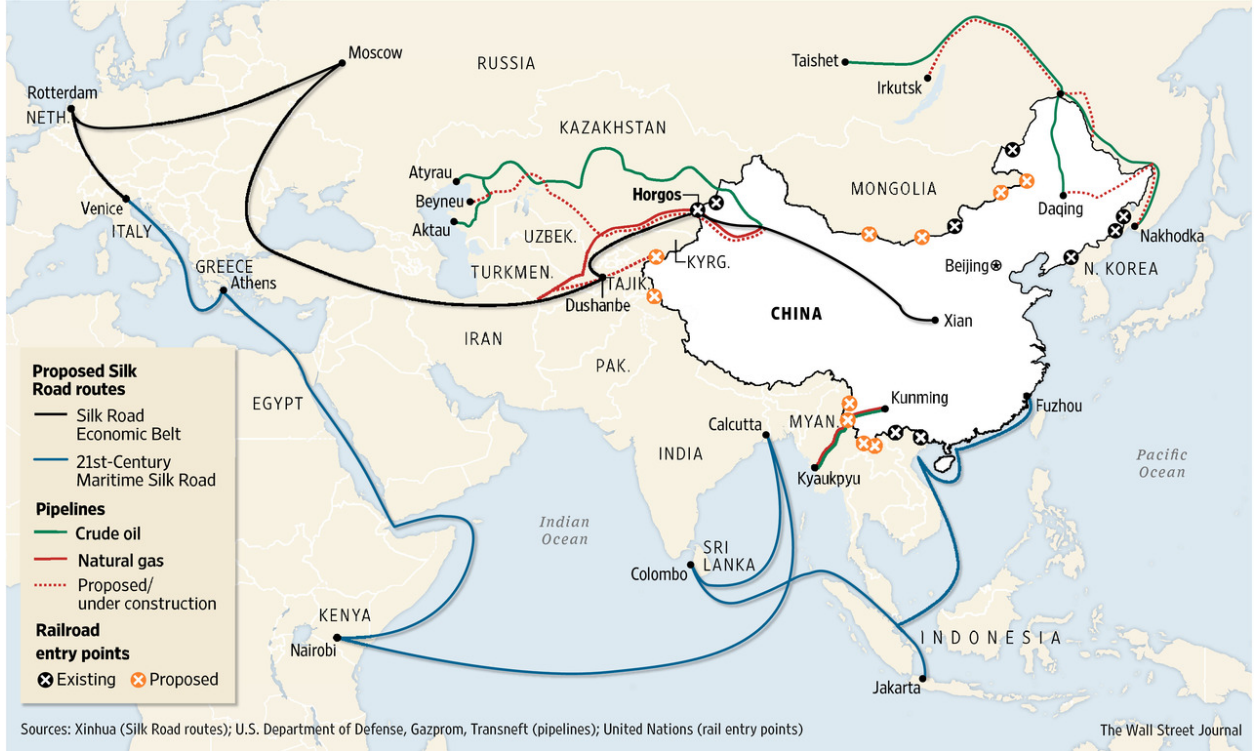 Moscow
RUSSIA
Taishet
Irkutsk
Rotterdam
NETH.
KAZAKHSTAN
Atyrau
Beyneu
Aktau
Horgos
MONGOLIA
Daqing
Nakhodka
Venice
ITALY
UZBEK.
GREECE
Athens
TURKMEN.
KYRG.
TAJIK.
Dushanbe
Beijing
N. KOREA
CHINA
Xian
IRAN
PAK.
EGYPT
Calcutta
MYAN.
Kunming
Fuzhou
INDIA
Kyaukpyu
Pacific
Ocean
Indian
Ocean
SRI
LANKA
Colombo
KENYA
Nairobi
INDONESIA
Jakarta
Proposed Silk
Road routes
Silk Road
Economic Belt
21st-Century
Maritime Silk Road
Pipelines
Crude oil
Natural gas
Proposed/
under construction
Railroad
entry points
Existing Proposed
Sources: Xinhua (Silk Road routes); U.S. Department of Defense, Gazprom, Transneft (pipelines); United Nations (rail entry points)
The Wall Street Journal